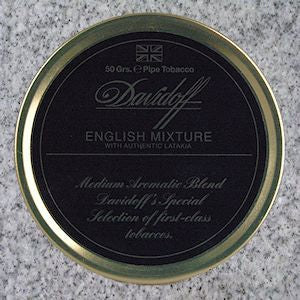 50 Grs. ℮ Pipe Tobacco
Davidoff
ENGLISH MIXTURE
WITH AUTHENTIC LATAKIA
Medium Aromatic Blend
Davidoff's Special
Selection of first-class
tobaccos.